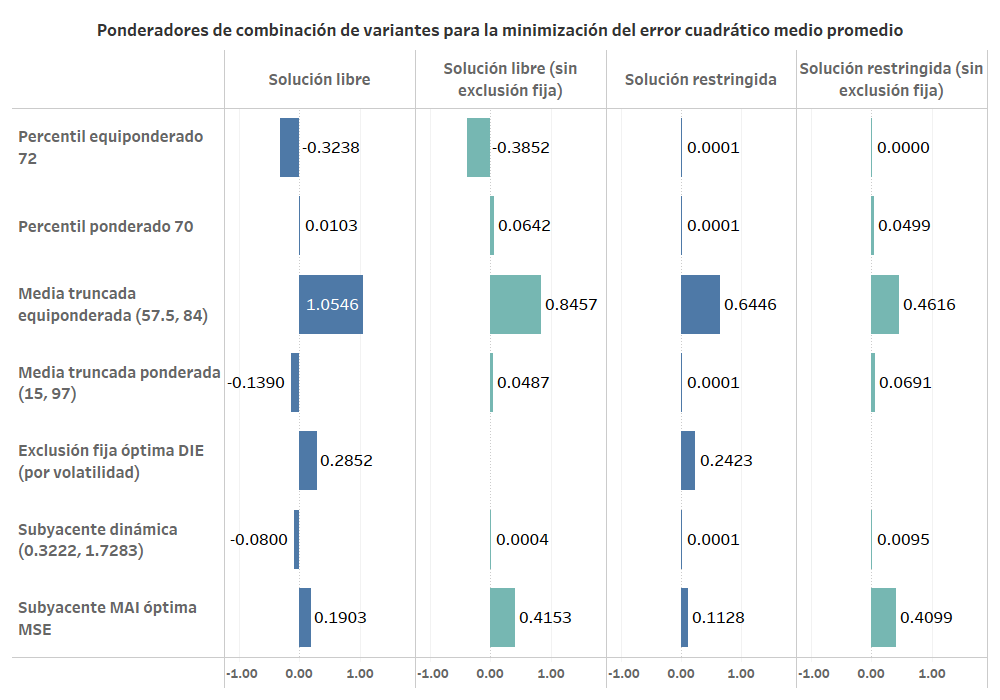 Ponderadores de combinación de variantes para la minimización del error cuadrático medio promedio
Solución libre
Solución libre (sin
exclusión fija)
Solución restringida
Solución restringida (sin
exclusión fija)
Percentil equiponderado
72
-0.3238
-0.3852
0.0001
0.0000
Percentil ponderado 70
0.0103
0.0642
0.0001
0.0499
Media truncada
equiponderada (57.5, 84)
1.0546
0.8457
0.6446
0.4616
Media truncada ponderada
(15, 97)
-0.1390
0.0487
0.0001
0.0691
Exclusión fija óptima DIE
(por volatilidad)
0.2852
0.2423
Subyacente dinámica
(0.3222, 1.7283)
-0.0800
0.0004
0.0001
0.0095
Subyacente MAI óptima
MSE
0.1903
0.4153
0.1128
0.4099
-1.00 0.00 1.00
-1.00 0.00 1.00
-1.00 0.00 1.00
-1.00 0.00 1.00